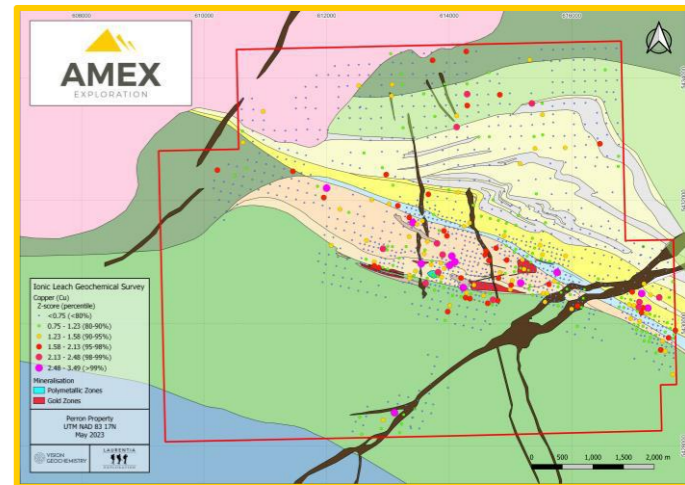 608000 610000 612000 614000 616000
AMEX
EXPLORATION
Ionic Leach Geochemical Survey
Copper (Cu)
Z-score (percentile)
<0.75 (<80%)
0.75 - 1.23 (80-90%)
1.23 - 1.58 (90-95%)
1.58 - 2.13 (95-98%)
2.13 - 2.48 (98-99%)
2.48 - 3.49 (>99%)
Mineralisation
Polymetallic Zones
Gold Zones
Perron Property
UTM NAD 83 17N
May 2023
VISION
GEOCHEMISTRY
LAURENTIA
EXPLORATION
0 500 1,000 1,500 2,000 m